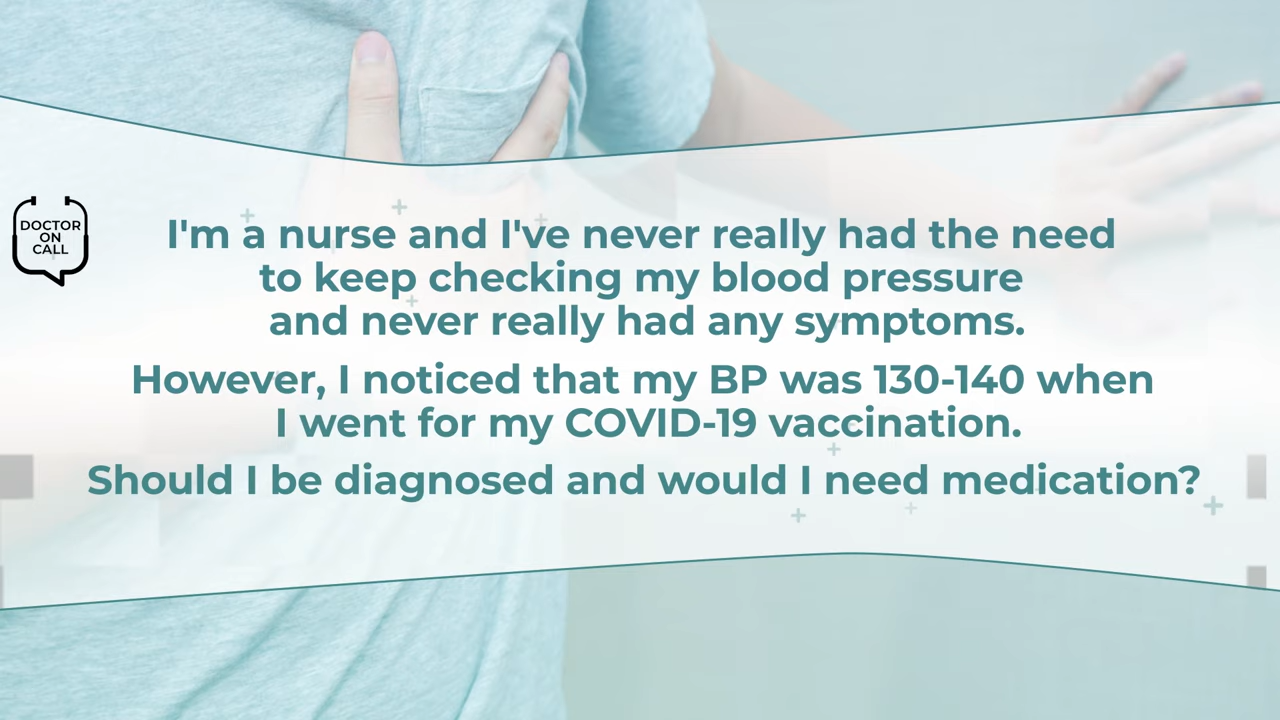 DOCTOR
ON
CALL
I'm a nurse and I've never really had the need
to keep checking my blood pressure
and never really had any symptoms.
However, I noticed that my BP was 130-140 when
I went for my COVID-19 vaccination.
Should I be diagnosed and would I need medication?